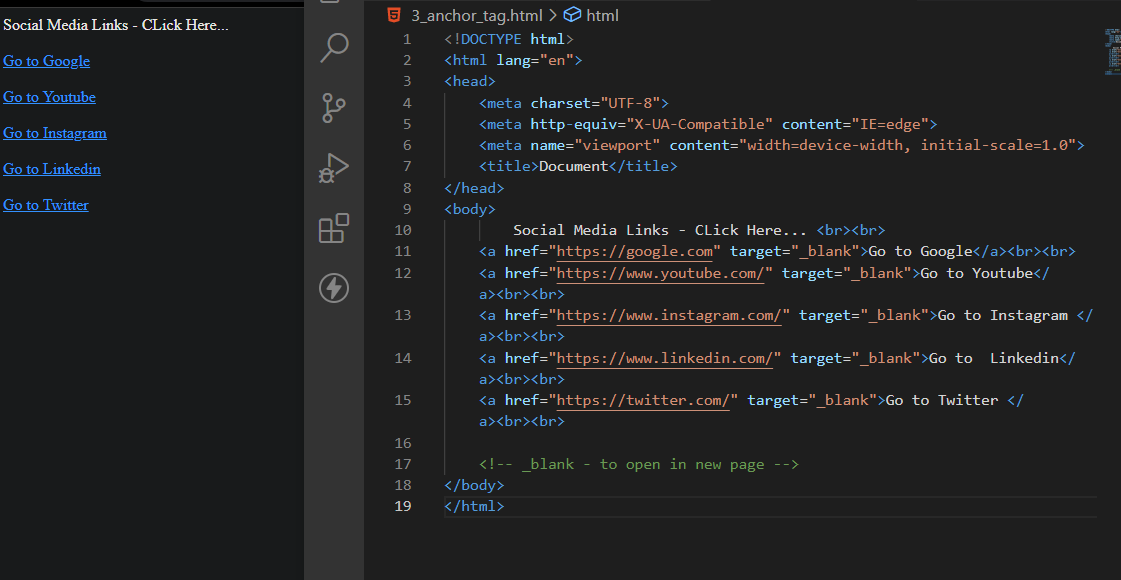 Social Media Links - CLick Here...
Go to Google
Go to Youtube
Go to Instagram
Go to Linkedin
Go to Twitter
3_anchor_tag.html > html
1 <!DOCTYPE html>
2 <html lang="en">
3 <head>
4 <meta charset="UTF-8">
5 <meta http-equiv="X-UA-Compatible" content="IE=edge">
6 <meta name="viewport" content="width=device-width, initial-scale=1.0">
7 <title>Document</title>
8 </head>
9 <body>
10 Social Media Links - CLick Here... <br><br>
11 <a href="https://google.com" target="_blank">Go to Google</a><br><br>
12 <a href="https://www.youtube.com/" target="_blank">Go to Youtube</
a><br><br>
13 <a href="https://www.instagram.com/" target="_blank">Go to Instagram </
a><br><br>
14 <a href="https://www.linkedin.com/" target="_blank">Go to  Linkedin</
a><br><br>
15 <a href="https://twitter.com/" target="_blank">Go to Twitter </
a><br><br>
16
17 <!-- _blank - to open in new page -->
18 </body>
19 </html>